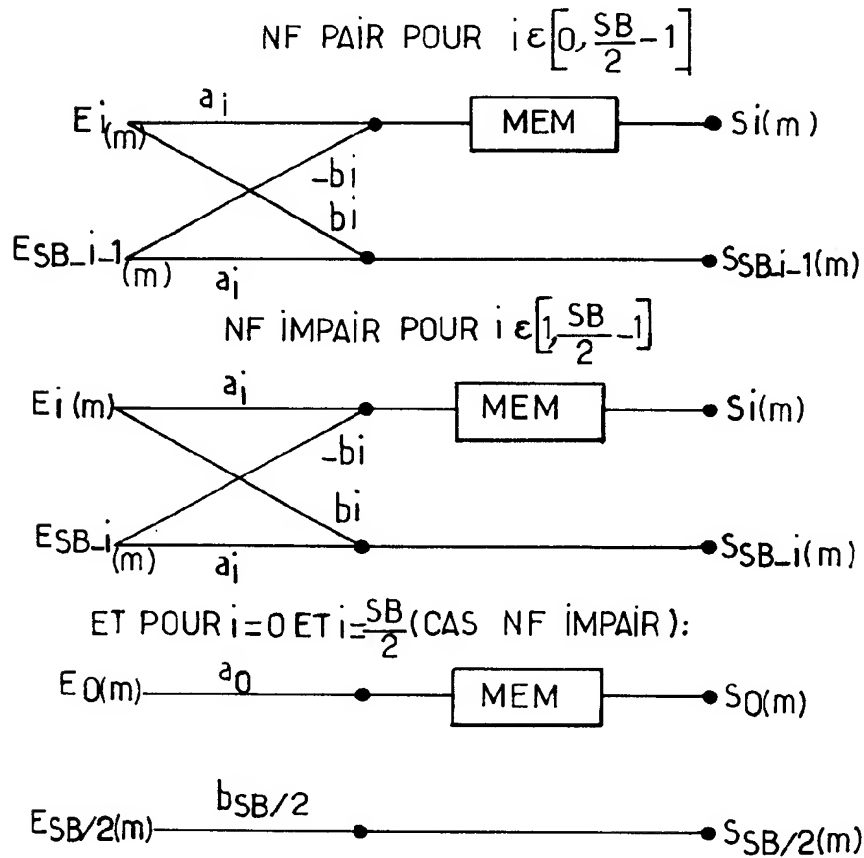 NF PAIR POUR i ε [0, SB/2 -1]
ai
Ei(m)
MEM
Si(m)
-bi
bi
ESB-i-1(m)
ai
SSB-i-1(m)
NF IMPAIR POUR i ε [1, SB/2 -1]
ai
Ei(m)
MEM
Si(m)
-bi
bi
ESB-i(m)
ai
SSB-i(m)
ET POUR i=0 ET i=SB/2 (CAS NF IMPAIR):
E0(m)
a0
MEM
S0(m)
bSB/2
ESB/2(m)
SSB/2(m)